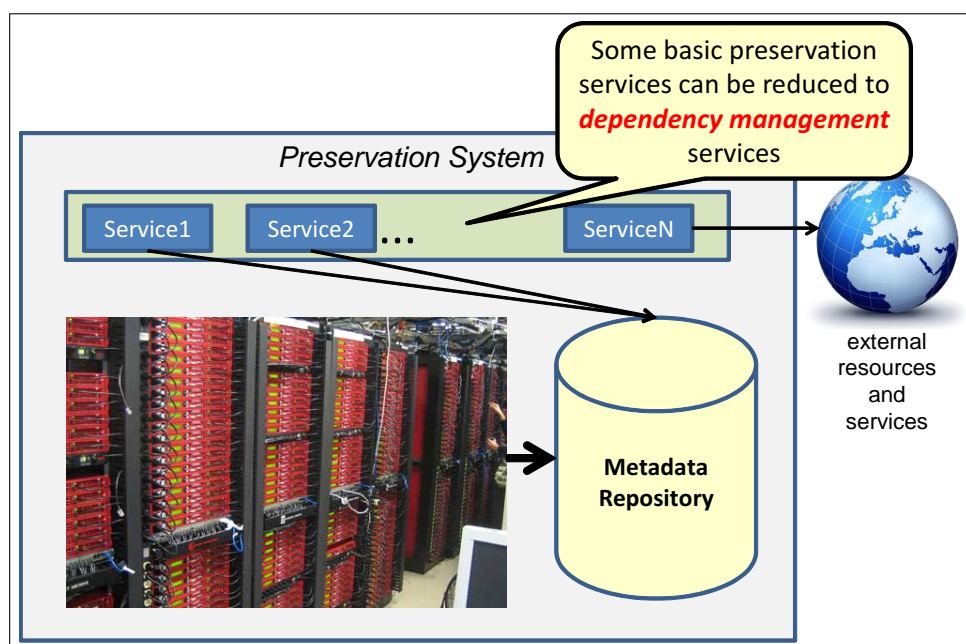 Some basic preservation
services can be reduced to
dependency management
services
Preservation System
Service1
Service2
...
ServiceN
external
resources
and
services
Metadata
Repository